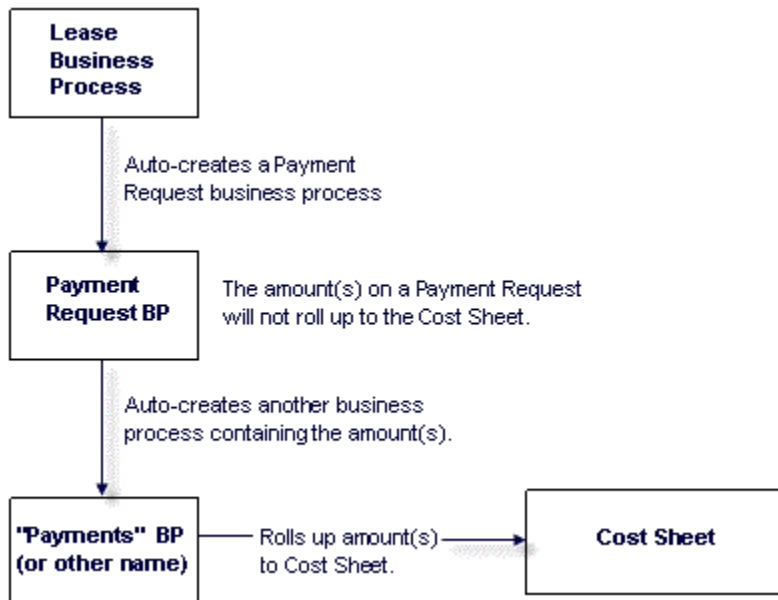 Lease
Business
Process
Auto-creates a Payment
Request business process
Payment
Request BP
The amount(s) on a Payment Request
will not roll up to the Cost Sheet.
Auto-creates another business
process containing the amount(s).
"Payments" BP
(or other name)
Rolls up amount(s)
to Cost Sheet.
Cost Sheet